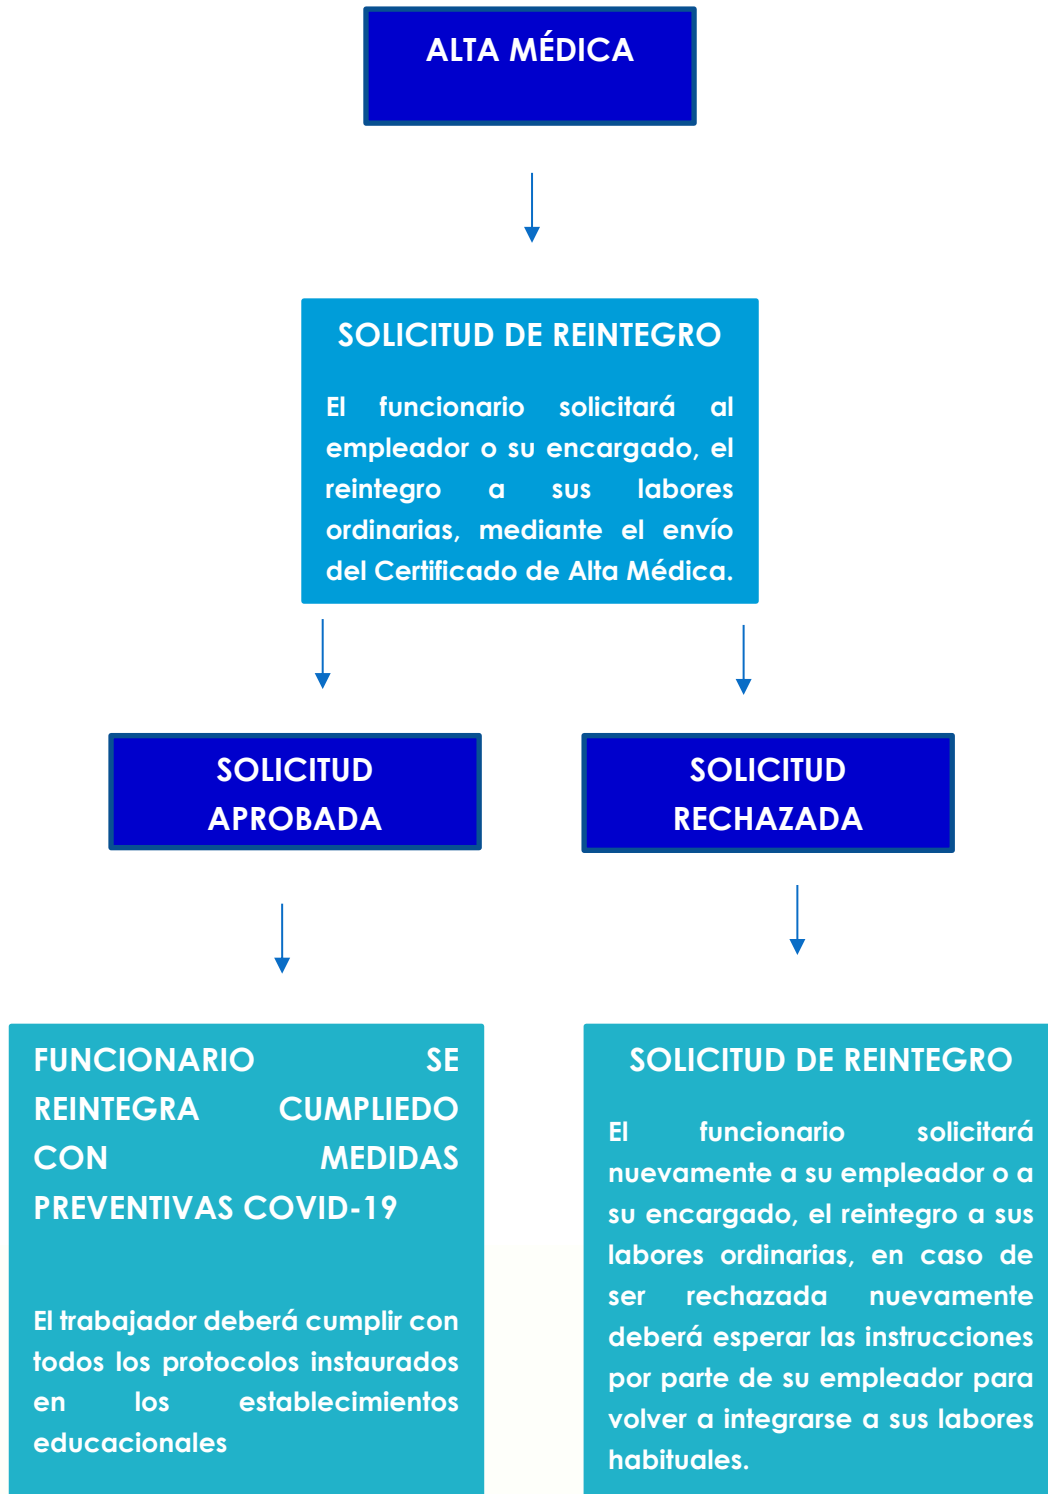 ALTA MÉDICA
SOLICITUD DE REINTEGRO
El funcionario solicitará al
empleador o su encargado, el
reintegro a sus labores
ordinarias, mediante el envío
del Certificado de Alta Médica.
SOLICITUD
APROBADA
SOLICITUD
RECHAZADA
FUNCIONARIO SE
REINTEGRA CUMPLIEDO
CON MEDIDAS
PREVENTIVAS COVID-19
El trabajador deberá cumplir con
todos los protocolos instaurados
en los establecimientos
educacionales
SOLICITUD DE REINTEGRO
El funcionario solicitará
nuevamente a su empleador o a
su encargado, el reintegro a sus
labores ordinarias, en caso de
ser rechazada nuevamente
deberá esperar las instrucciones
por parte de su empleador para
volver a integrarse a sus labores
habituales.